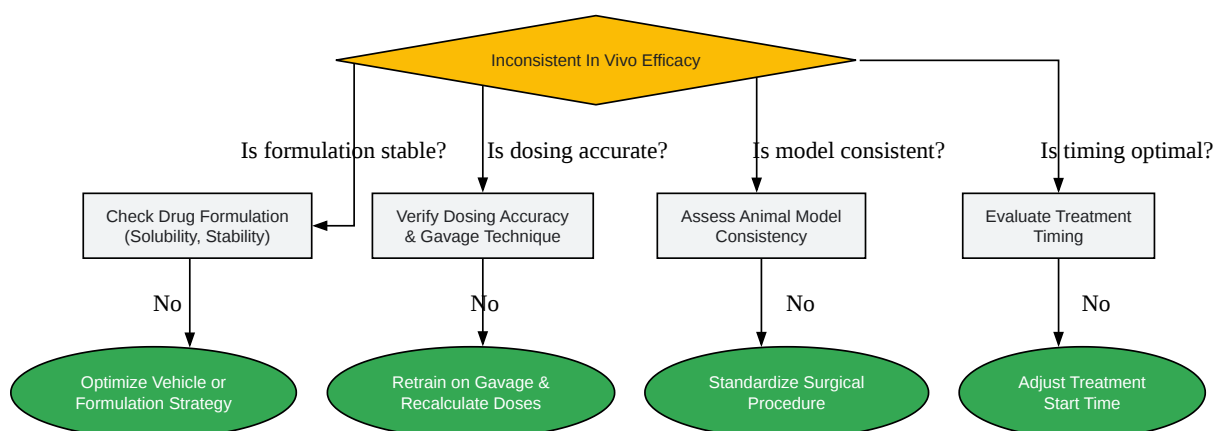 Inconsistent In Vivo Efficacy
Is formulation stable?
Is dosing accurate?
Is model consistent?
Is timing optimal?
Check Drug Formulation
(Solubility, Stability)
Verify Dosing Accuracy
& Gavage Technique
Assess Animal Model
Consistency
Evaluate Treatment
Timing
No
No
No
No
Optimize Vehicle or
Formulation Strategy
Retrain on Gavage &
Recalculate Doses
Standardize Surgical
Procedure
Adjust Treatment
Start Time